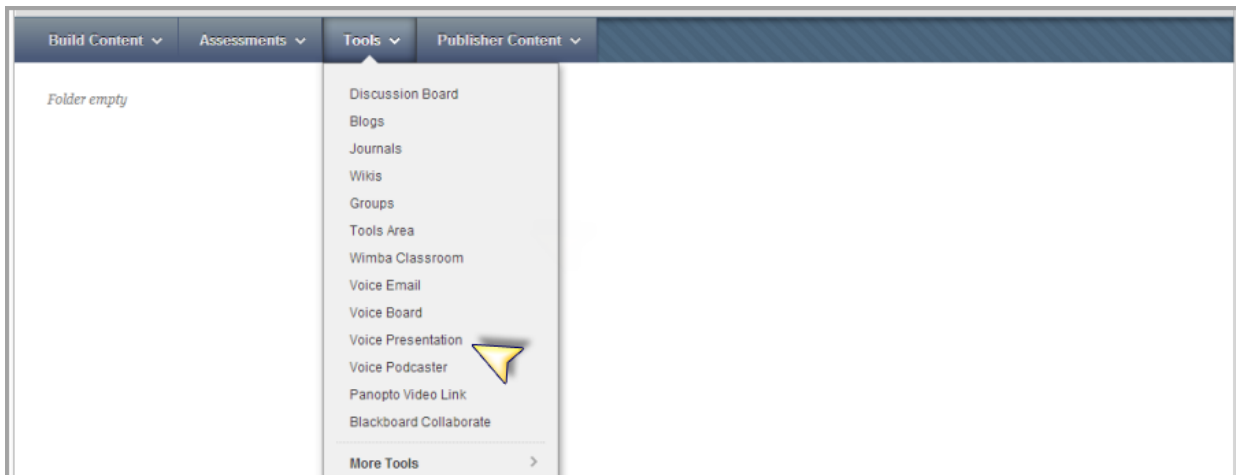 Build Content Assessments Tools Publisher Content
Folder empty
Discussion Board
Blogs
Journals
Wikis
Groups
Tools Area
Wimba Classroom
Voice Email
Voice Board
Voice Presentation
Voice Podcaster
Panopto Video Link
Blackboard Collaborate
More Tools